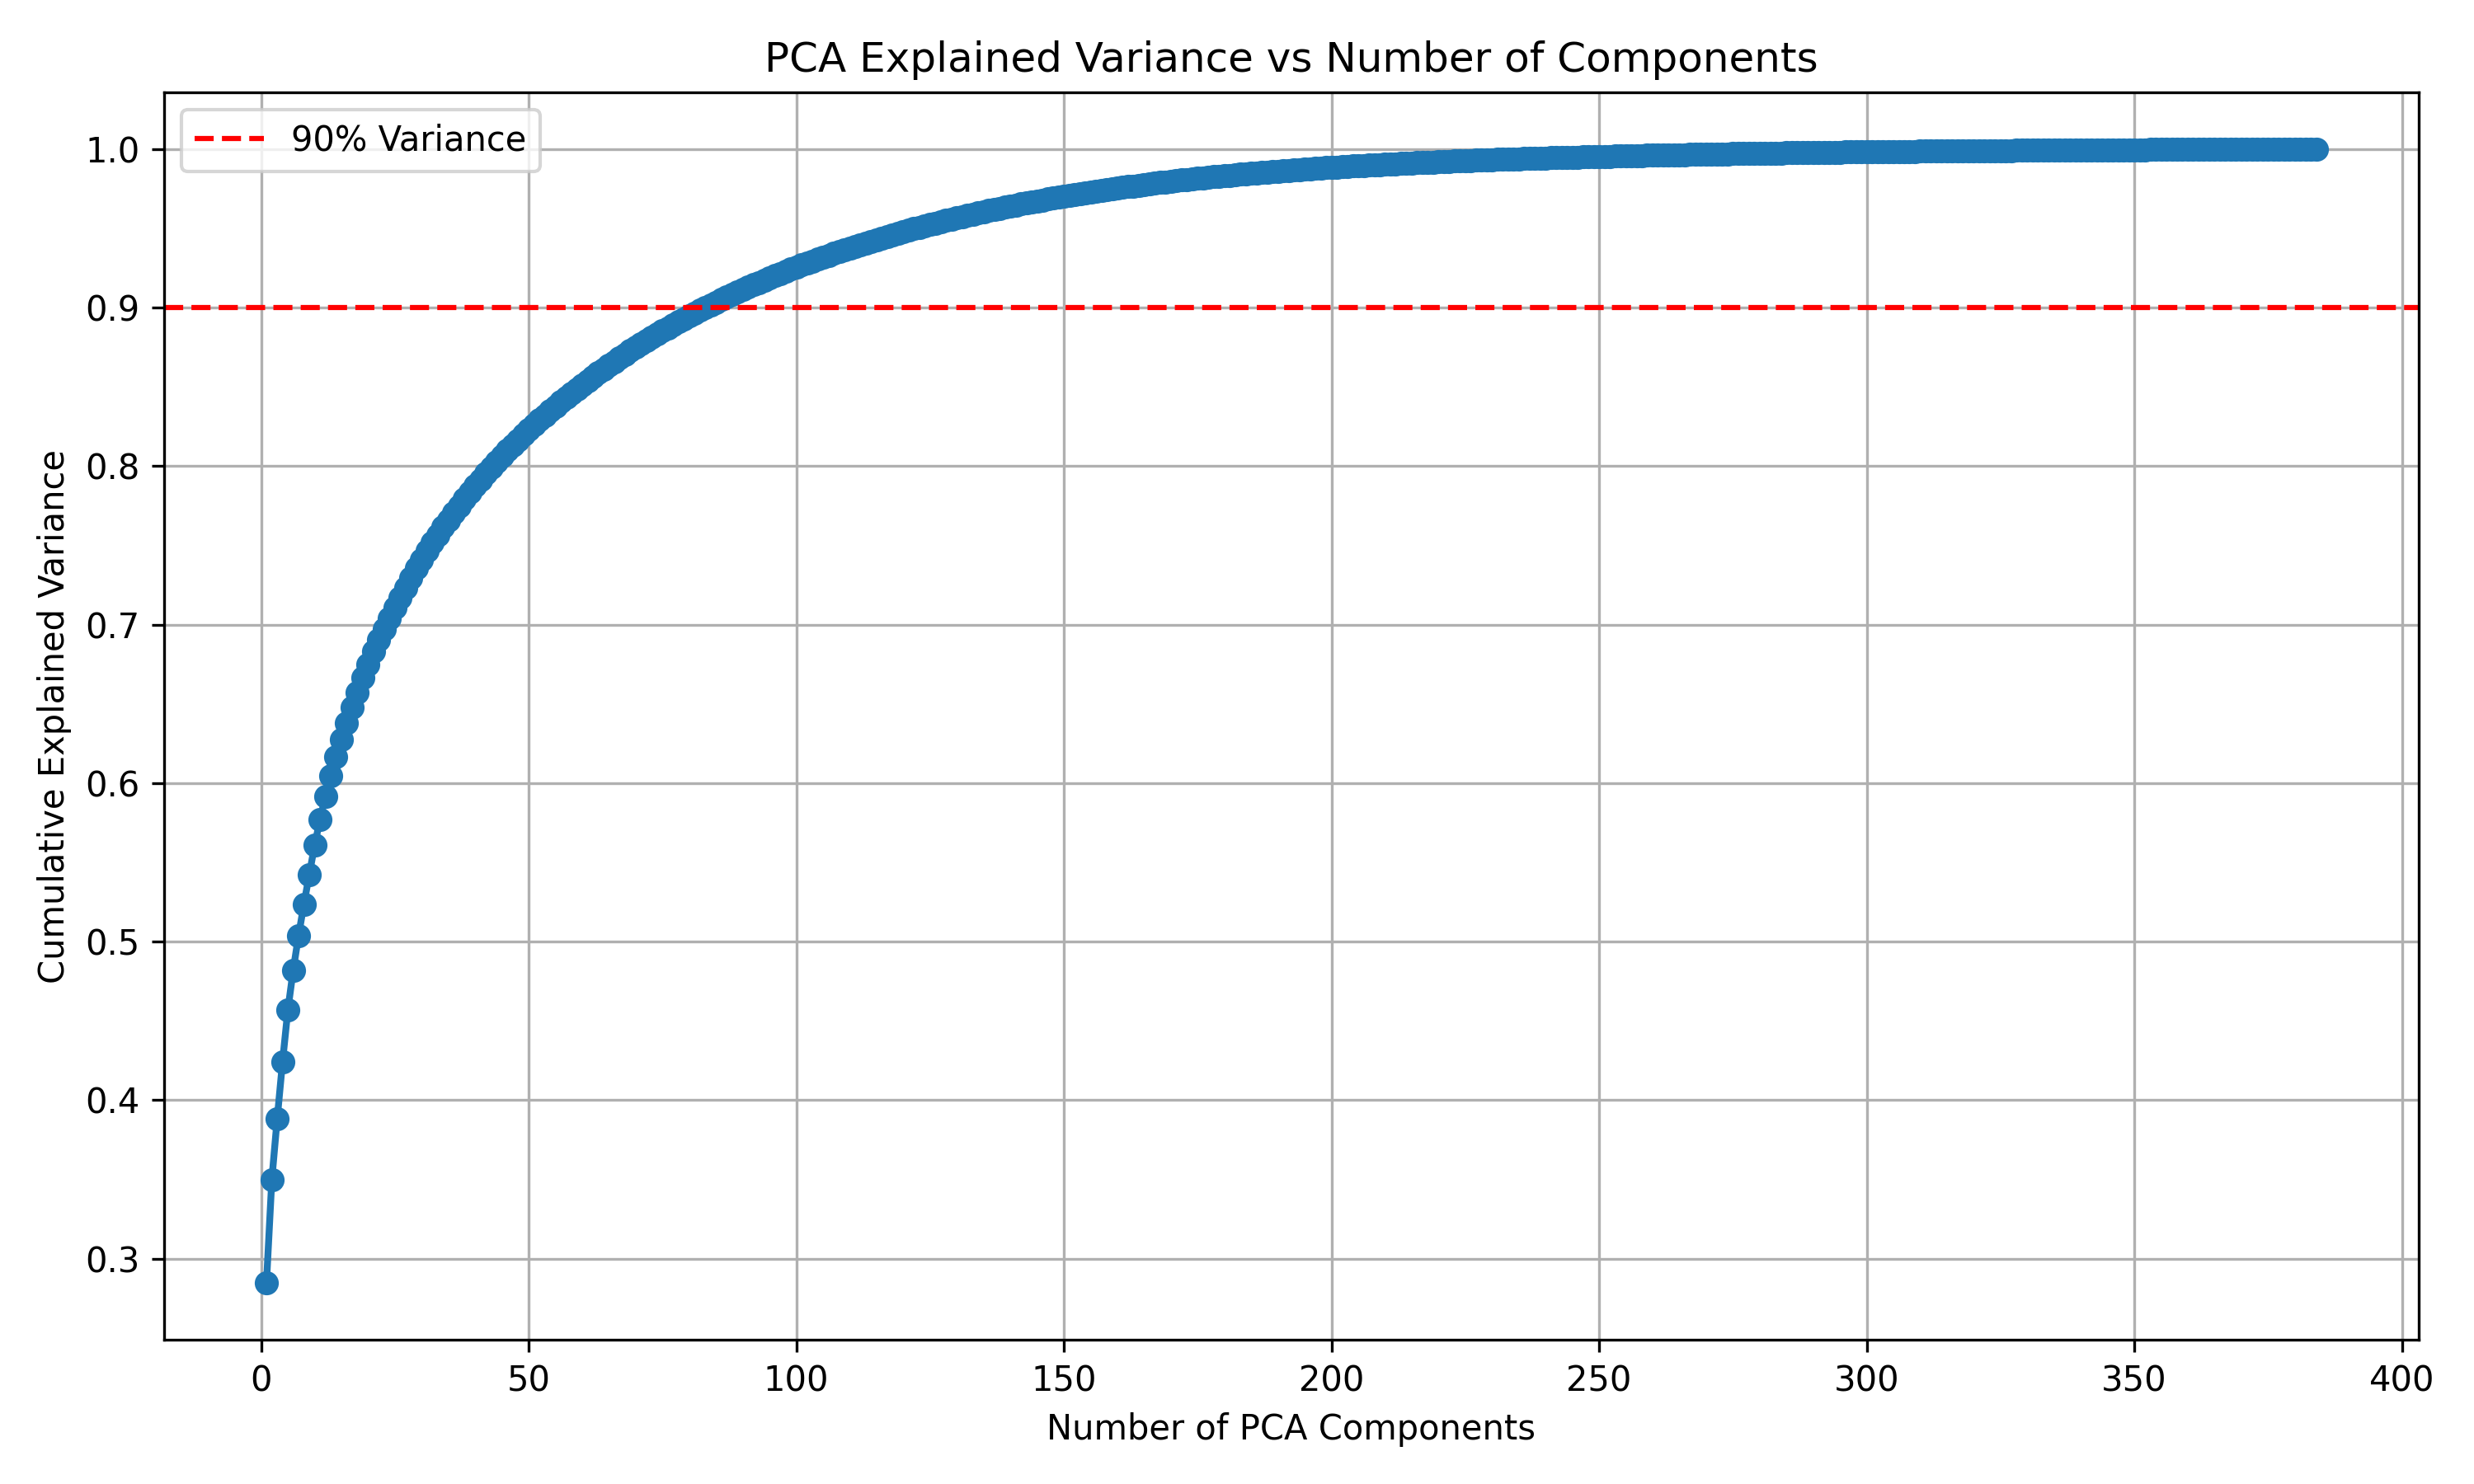 PCA Explained Variance vs Number of Components
90% Variance
1.0
0.9
0.8
0.7
0.6
0.5
0.4
0.3
Cumulative Explained Variance
0 50 100 150 200 250 300 350 400
Number of PCA Components